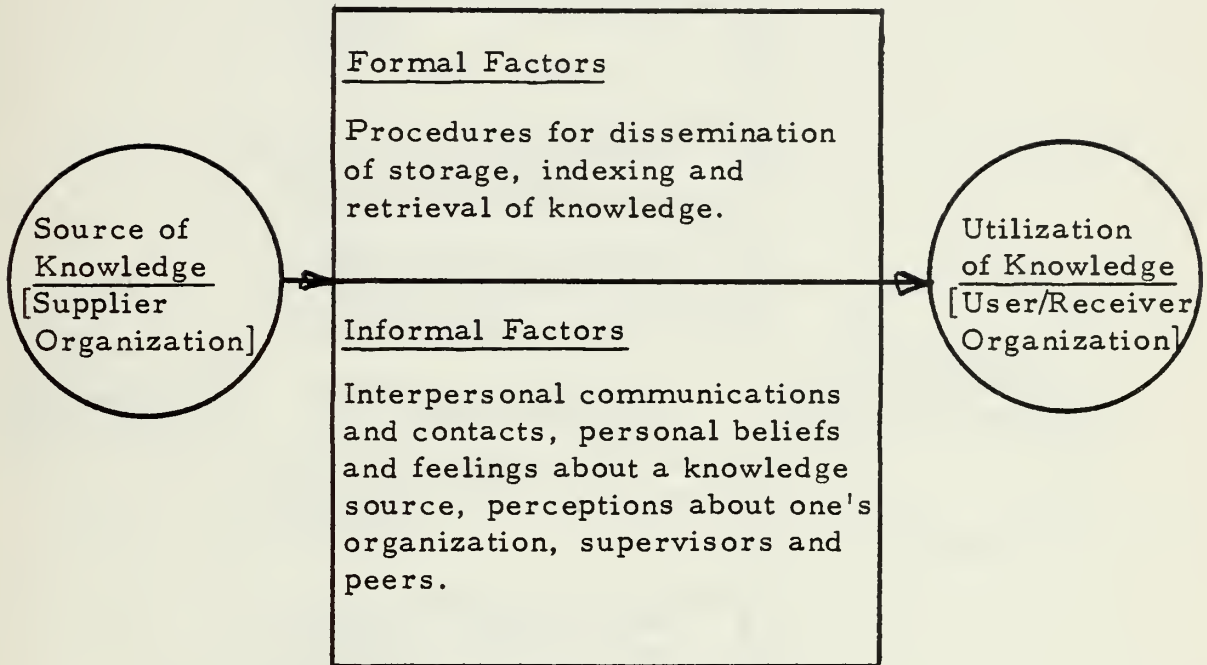 Source of
Knowledge
[Supplier
Organization]
Formal Factors
Procedures for dissemination
of storage, indexing and
retrieval of knowledge.
Informal Factors
Interpersonal communications
and contacts, personal beliefs
and feelings about a knowledge
source, perceptions about one's
organization, supervisors and
peers.
Utilization
of Knowledge
[User/Receiver
Organization]